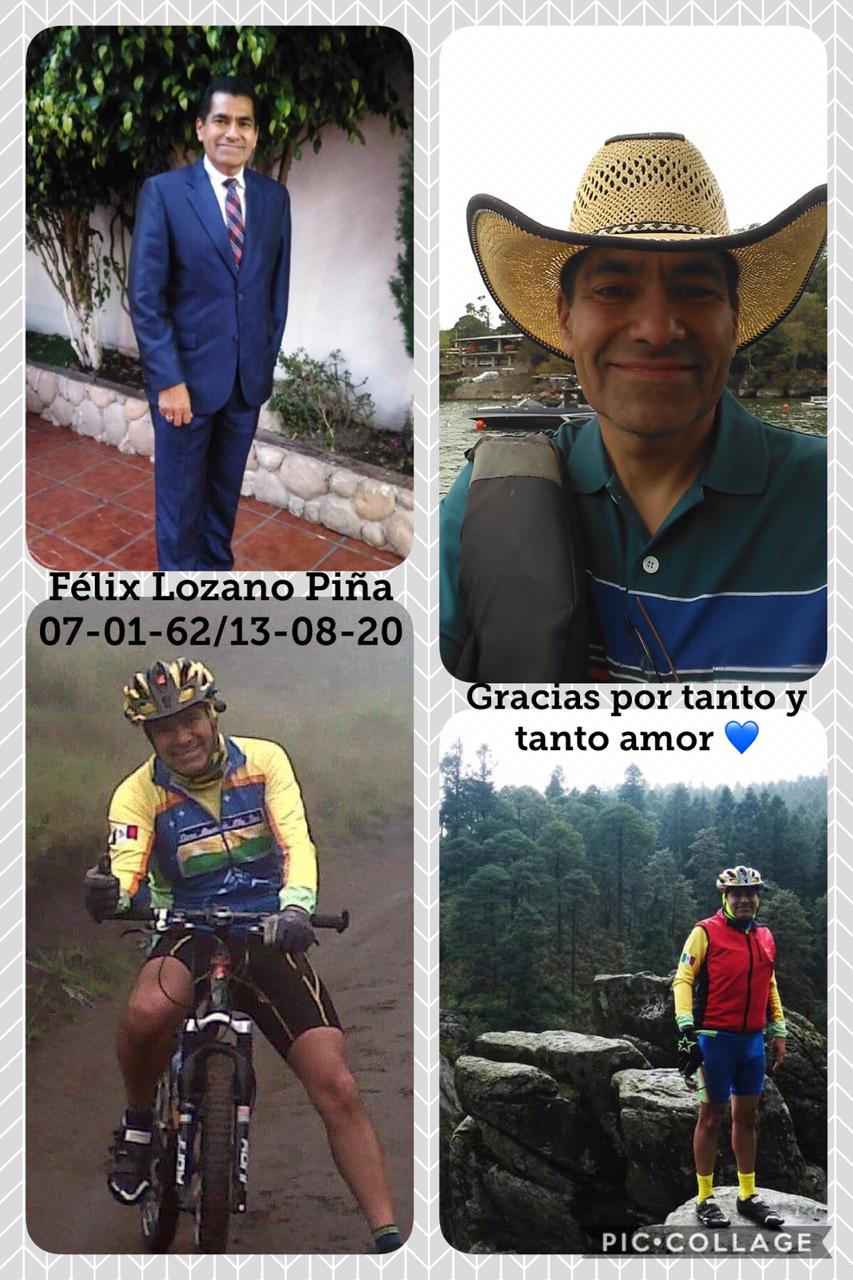 Félix Lozano Piña
07-01-62/13-08-20
Gracias por tanto y
tanto amor 💙
PIC•COLLAGE